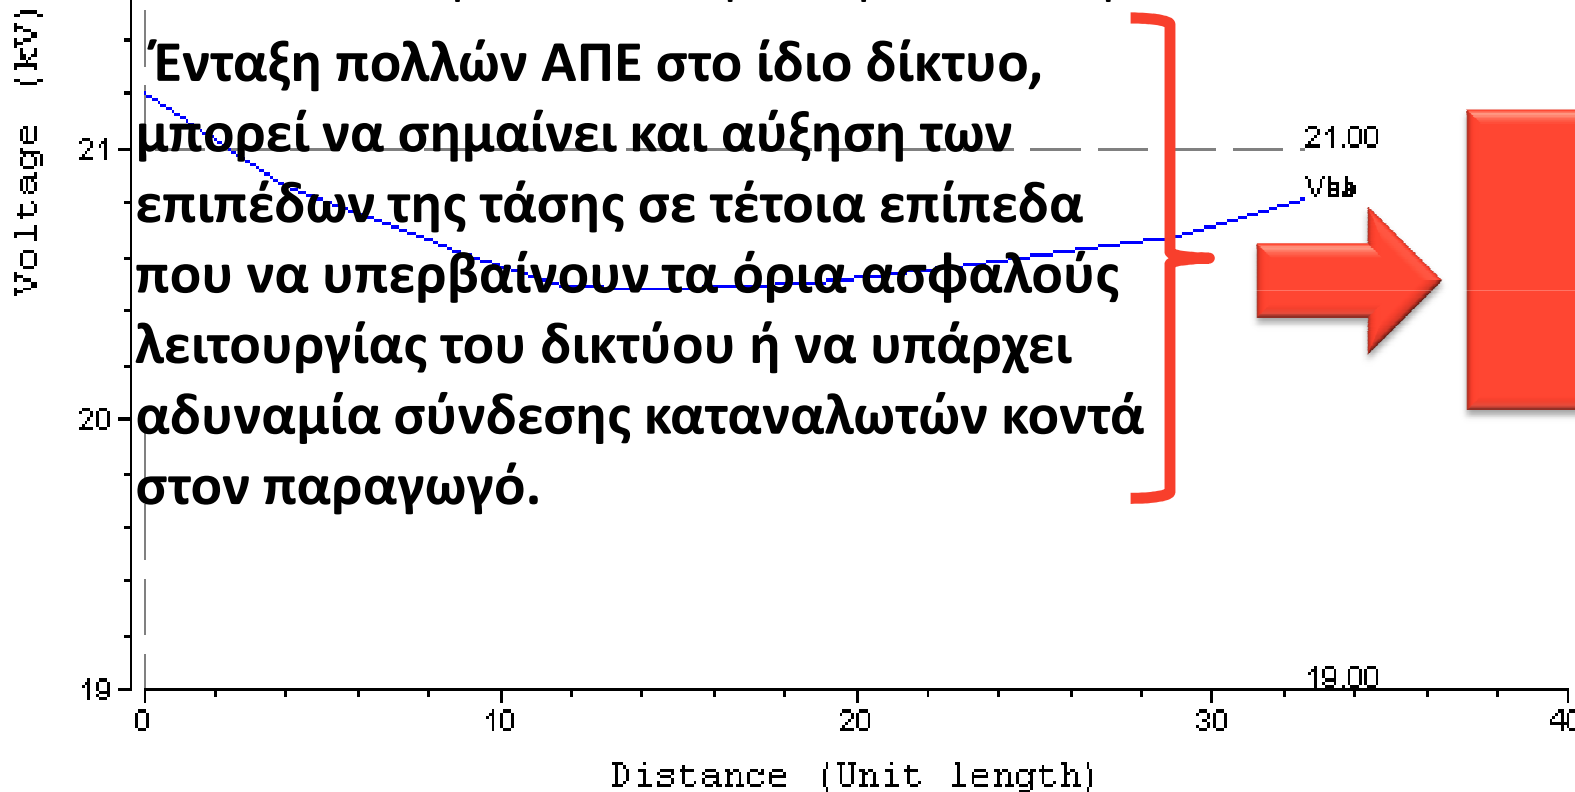 Voltage (kV)
Ένταξη πολλών ΑΠΕ στο ίδιο δίκτυο,
μπορεί να σημαίνει και αύξηση των
επιπέδων της τάσης σε τέτοια επίπεδα
που να υπερβαίνουν τα όρια ασφαλούς
λειτουργίας του δικτύου ή να υπάρχει
αδυναμία σύνδεσης καταναλωτών κοντά
στον παραγωγό.
21
20
19
21.00
19.00
0 10 20 30 40
Distance (Unit length)